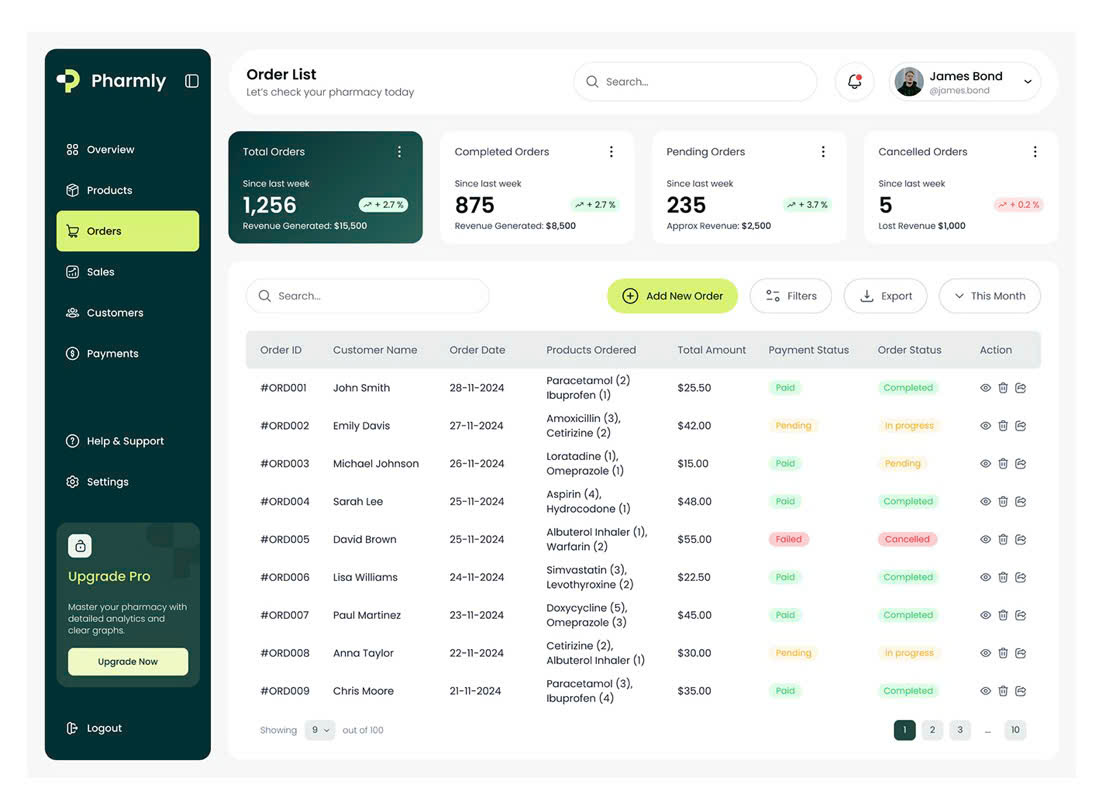 Pharmly
Overview
Products
Orders
Sales
Customers
Payments
Help & Support
Settings
Upgrade Pro
Master your pharmacy with
detailed analytics and
clear graphs.
Upgrade Now
Logout
Order List
Let's check your pharmacy today
Search...
James Bond
@james.bond
Total Orders
Since last week
1,256
+ 2.7 %
Revenue Generated: $15,500
Completed Orders
Since last week
875
+ 2.7 %
Revenue Generated: $8,500
Pending Orders
Since last week
235
+ 3.7 %
Approx Revenue: $2,500
Cancelled Orders
Since last week
5
+ 0.2 %
Lost Revenue $1,000
Search...
Add New Order
Filters
Export
This Month
Order ID Customer Name Order Date Products Ordered Total Amount Payment Status Order Status Action
#ORD001 John Smith 28-11-2024 Paracetamol (2) $25.50 Paid Completed
Ibuprofen (1)
#ORD002 Emily Davis 27-11-2024 Amoxicillin (3), $42.00 Pending In progress
Cetirizine (2)
#ORD003 Michael Johnson 26-11-2024 Loratadine (1), $15.00 Paid Pending
Omeprazole (1)
#ORD004 Sarah Lee 25-11-2024 Aspirin (4), $48.00 Paid Completed
Hydrocodone (1)
#ORD005 David Brown 25-11-2024 Albuterol Inhaler (1), $55.00 Failed Cancelled
Warfarin (2)
#ORD006 Lisa Williams 24-11-2024 Simvastatin (3), $22.50 Paid Completed
Levothyroxine (2)
#ORD007 Paul Martinez 23-11-2024 Doxycycline (5), $45.00 Paid Completed
Omeprazole (3)
#ORD008 Anna Taylor 22-11-2024 Cetirizine (2), $30.00 Pending In progress
Albuterol Inhaler (1)
#ORD009 Chris Moore 21-11-2024 Paracetamol (3), $35.00 Paid Completed
Ibuprofen (4)
Showing 9 out of 100
1 2 3 ... 10